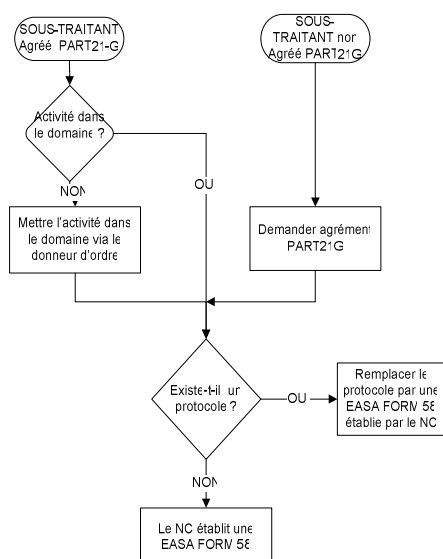 SOUS-TRAITANT
Agréé PART21-G
SOUS-
TRAITANT non
Agréé PART21G
Activité dans
le domaine ?
OU
NON
Mettre l'activité dans
le domaine via le
donneur d'ordre
Demander agrément
PART21G
Existe-t-il un
protocole ?
OU
Remplacer le
protocole par une
EASA FORM 58
établie par le NC
NON
Le NC établit une
EASA FORM 58